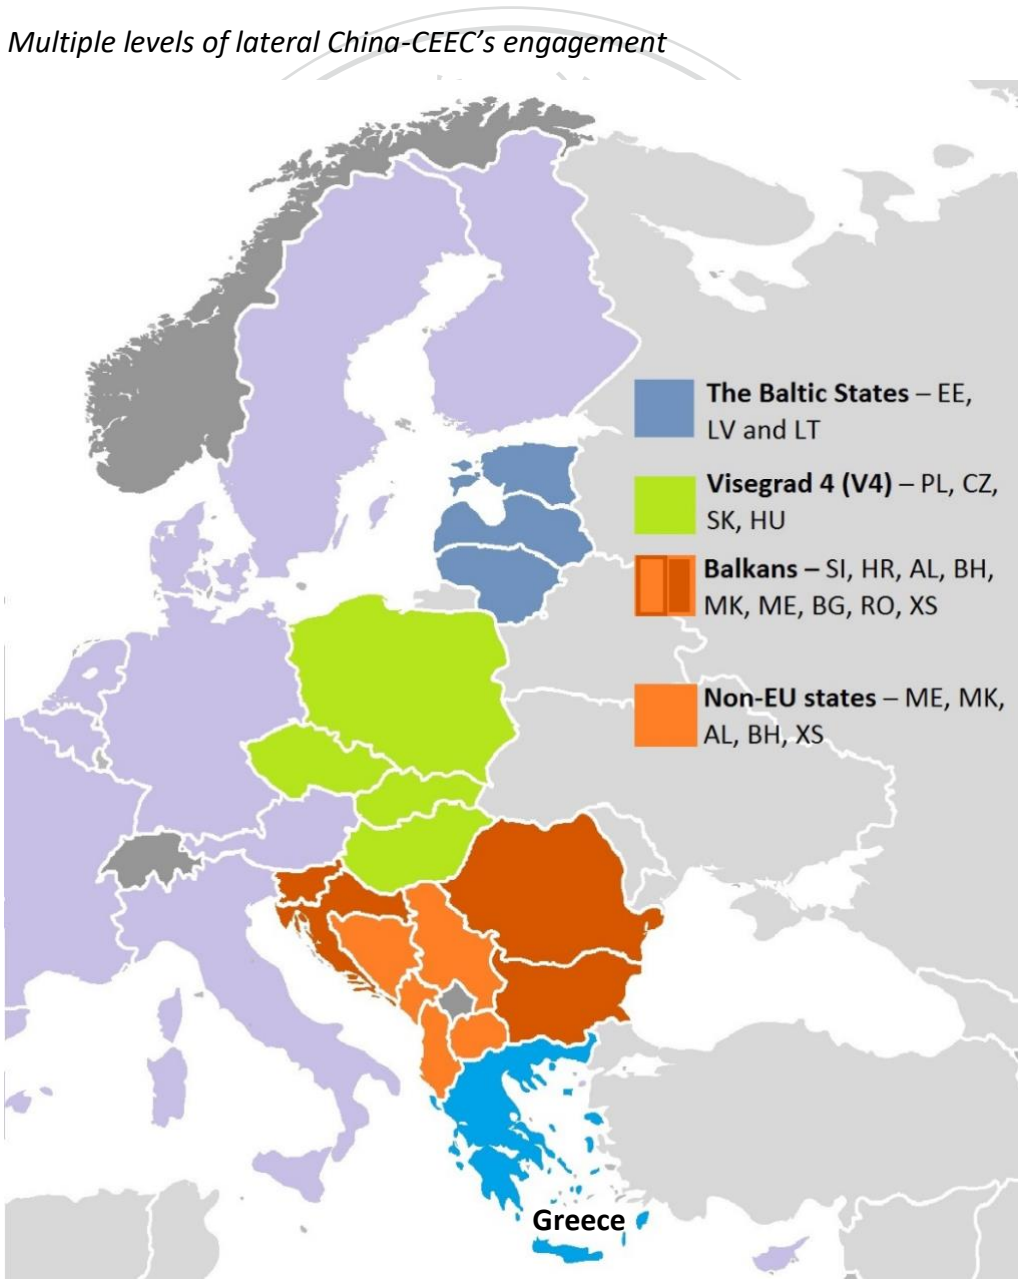 Multiple levels of lateral China-CEEC’s engagement
The Baltic States – EE,
LV and LT
Visegrad 4 (V4) – PL, CZ,
SK, HU
Balkans – SI, HR, AL, BH,
MK, ME, BG, RO, XS
Non-EU states – ME, MK,
AL, BH, XS
Greece